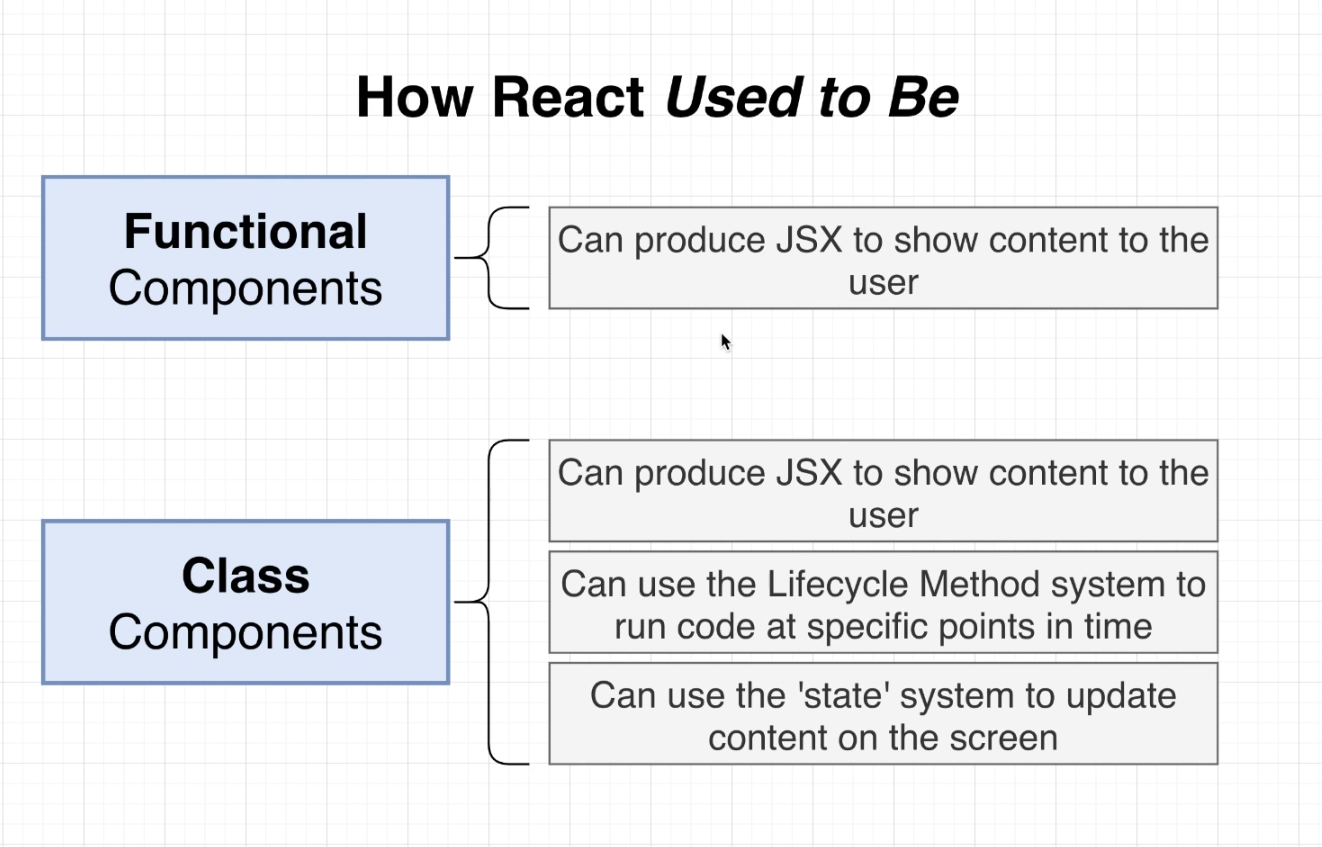 How React Used to Be
Functional
Components
Can produce JSX to show content to the
user
Class
Components
Can produce JSX to show content to the
user
Can use the Lifecycle Method system to
run code at specific points in time
Can use the 'state' system to update
content on the screen